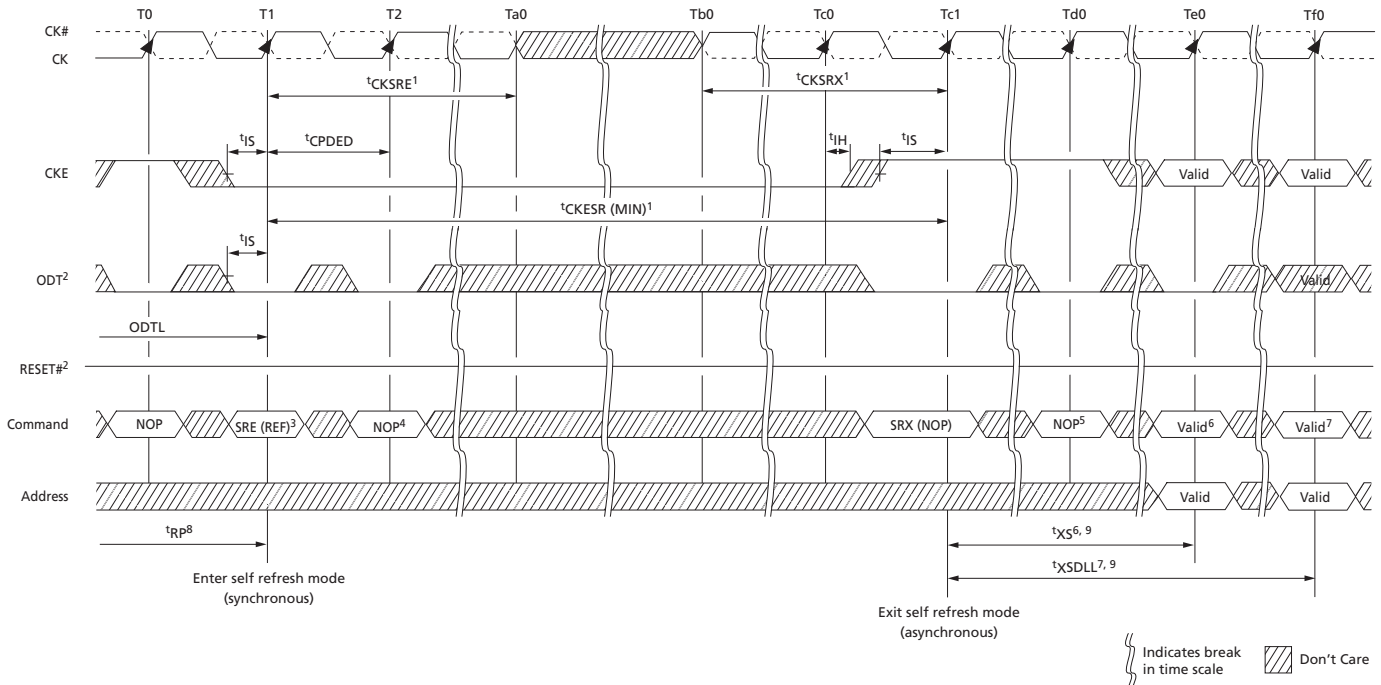 T0 T1 T2 Ta0 Tb0 Tc0 Tc1 Td0 Te0 Tf0
CK#
CK
tCKSRE1 tCKSRX1
tIS tCPDED tIH tIS
CKE Valid Valid
tCKESR (MIN)1
tIS
ODT2 Valid
ODTL
RESET#2
Command NOP SRE (REF)3 NOP4 SRX (NOP) NOP5 Valid6 Valid7
Address Valid Valid
tRP8 tXS6, 9
Enter self refresh mode
(synchronous)
tXSDLL7, 9
Exit self refresh mode
(asynchronous)
Indicates break
in time scale
Don't Care